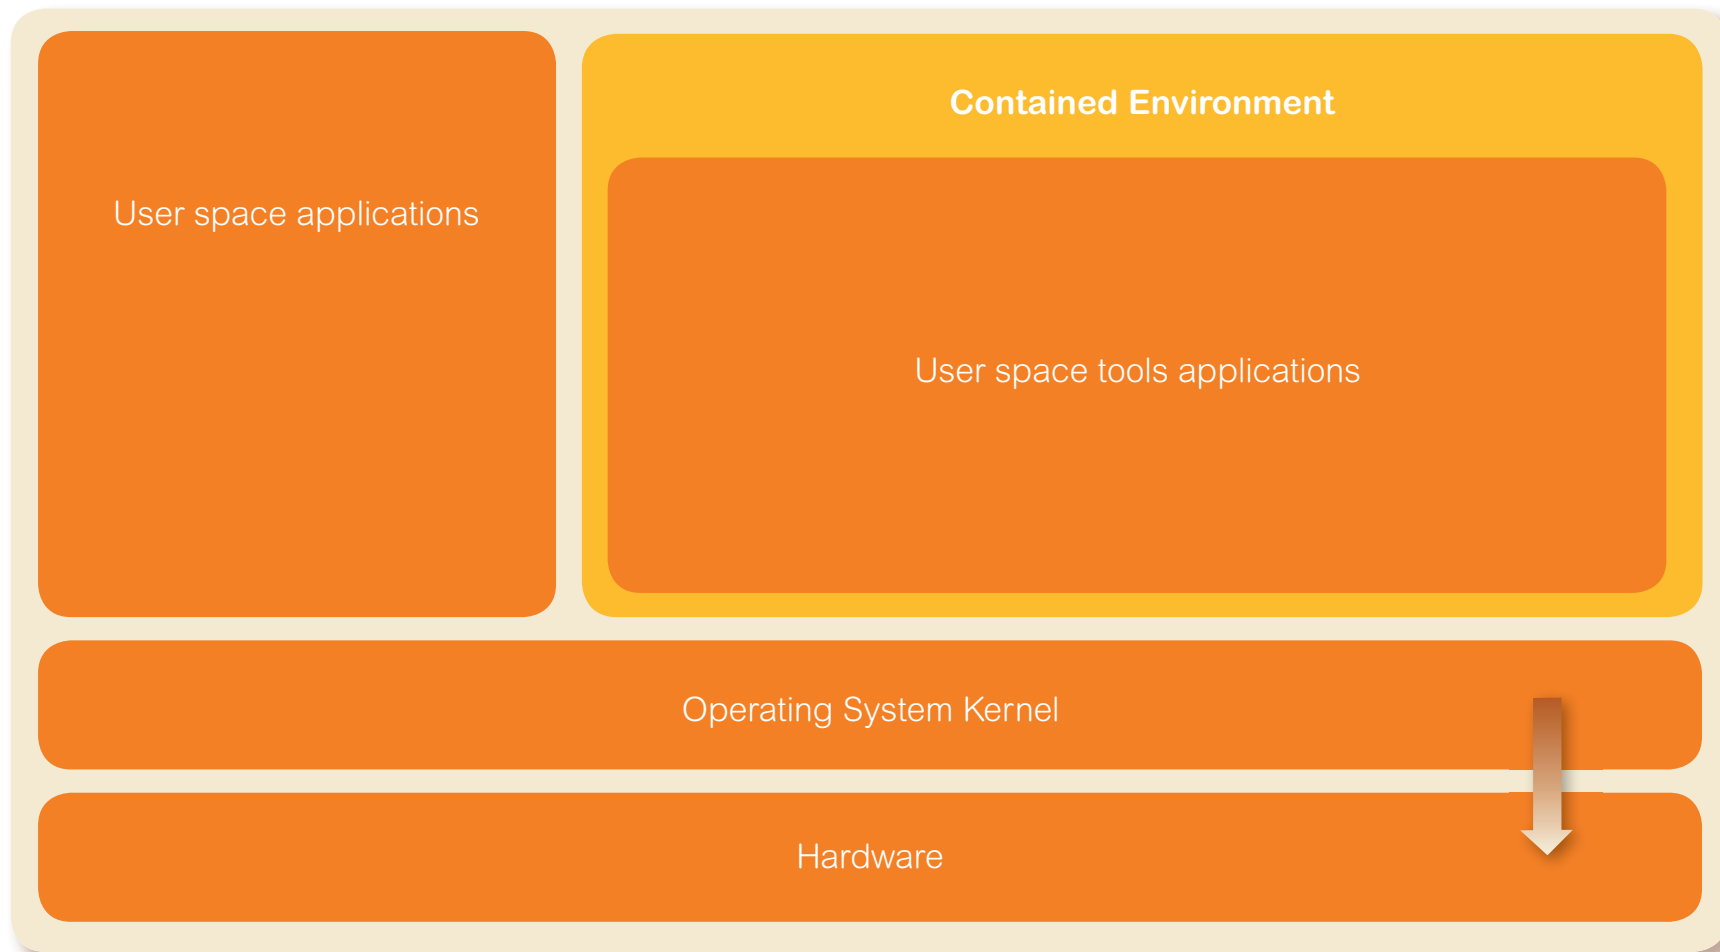 Contained Environment
User space applications
User space tools applications
Operating System Kernel
Hardware